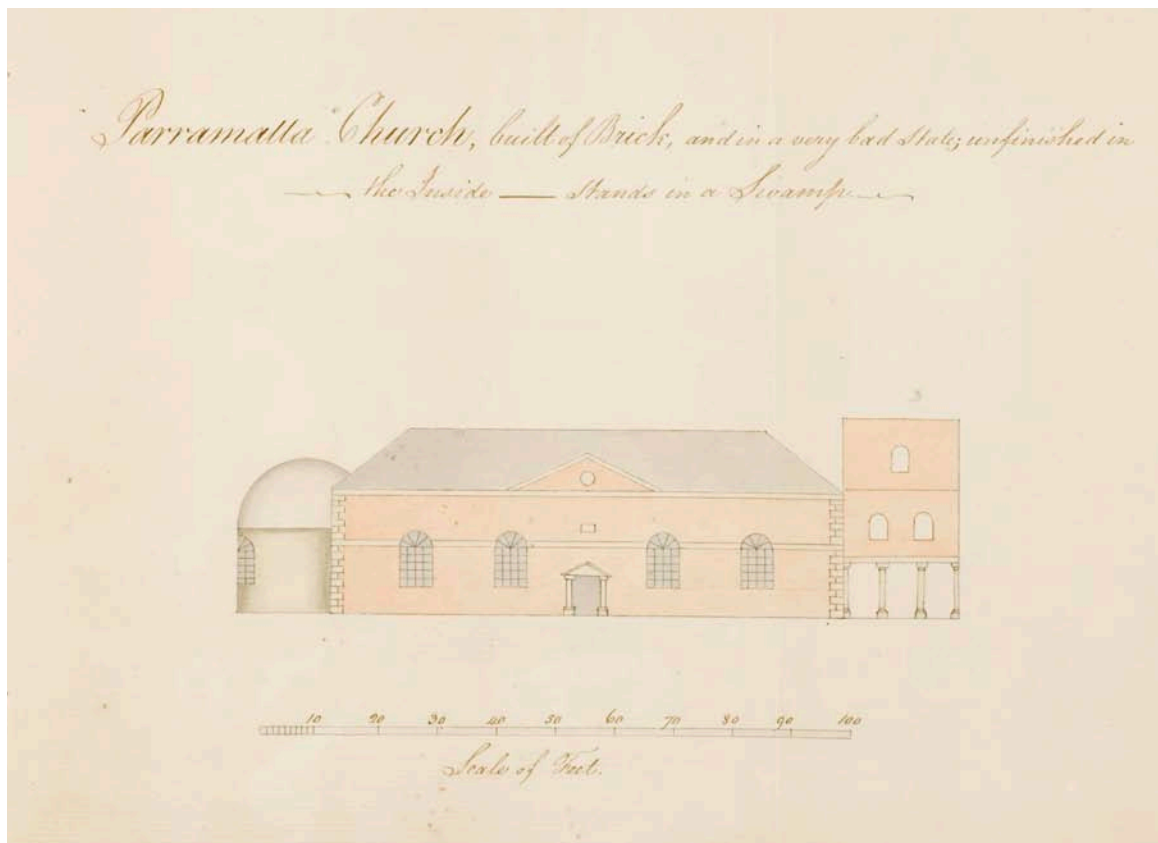 Parramatta Church, built of Brick, and in a very bad State; unfinished in
the Inside — Stands in a Swamp
10 20 30 40 50 60 70 80 90 100
Scale of Feet.